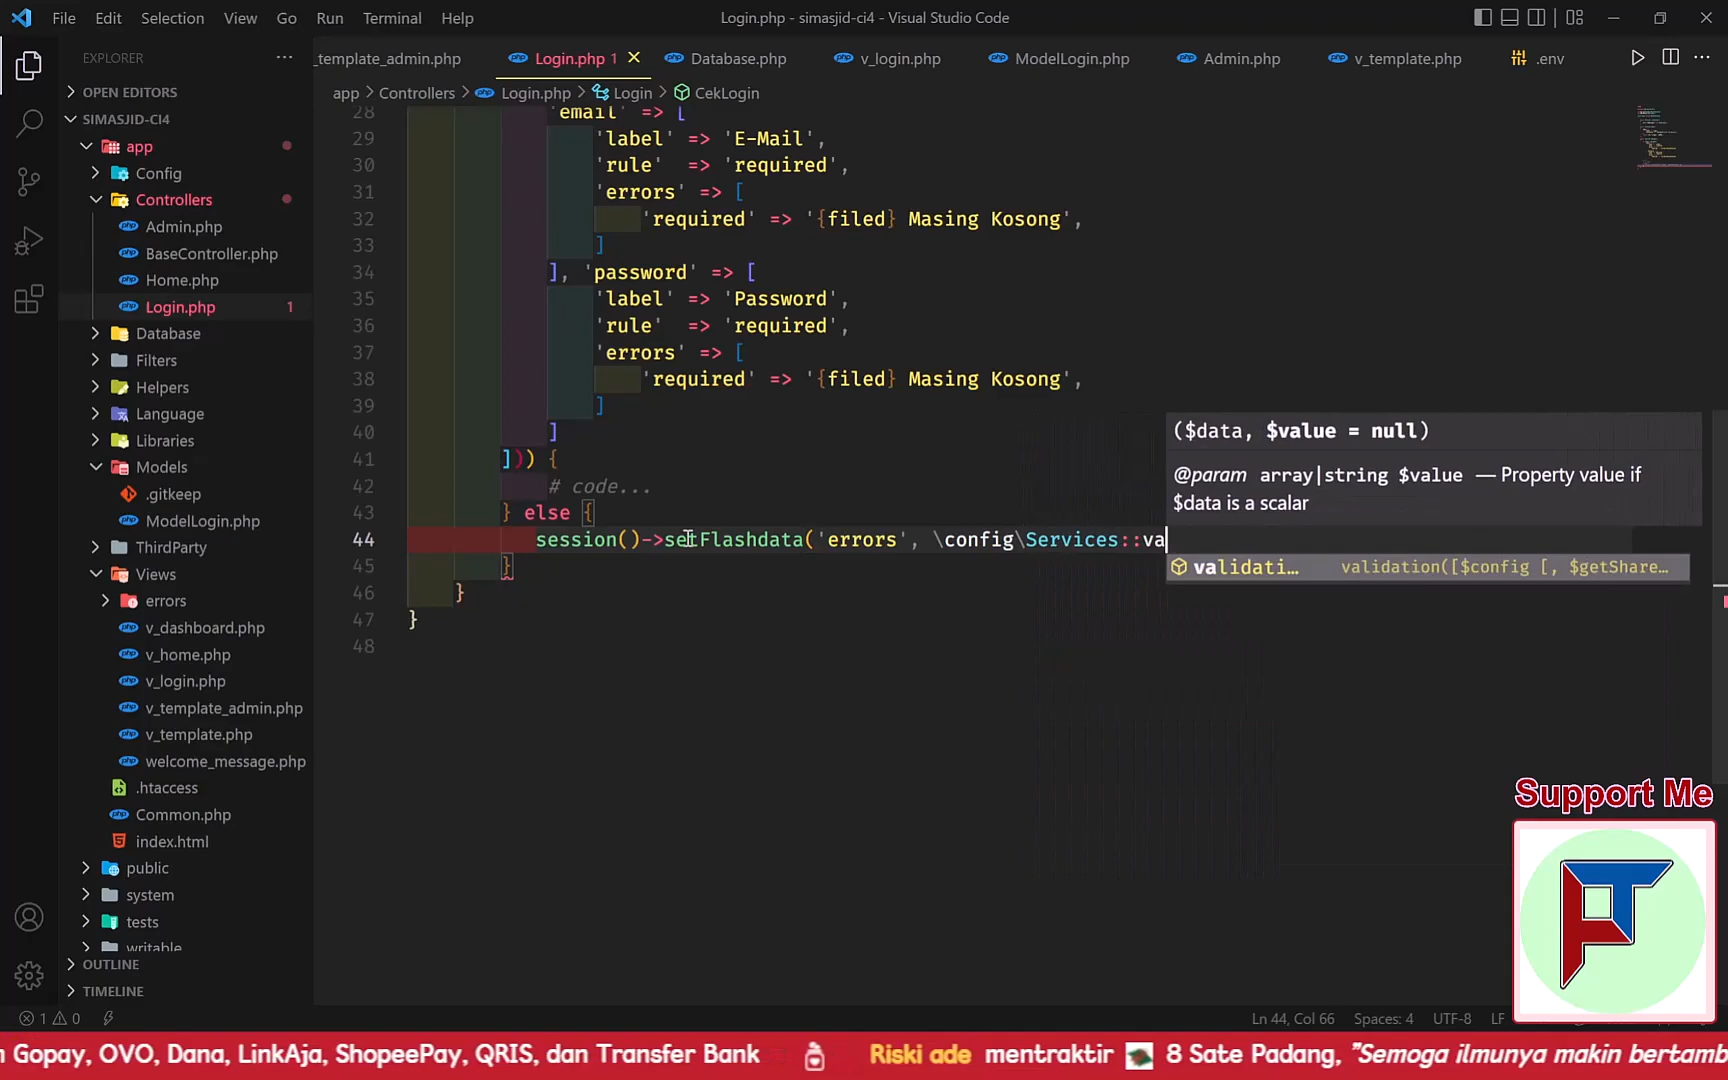 File Edit Selection View Go Run Terminal Help
Login.php - simasjid-ci4 - Visual Studio Code
EXPLORER
_template_admin.php Login.php 1 Database.php v_login.php ModelLogin.php Admin.php v_template.php .env
app > Controllers > Login.php > Login > CekLogin
OPEN EDITORS
SIMASJID-CI4
app
Config
Controllers
Admin.php
BaseController.php
Home.php
Login.php 1
Database
Filters
Helpers
Language
Libraries
Models
.gitkeep
ModelLogin.php
ThirdParty
Views
errors
v_dashboard.php
v_home.php
v_login.php
v_template_admin.php
v_template.php
welcome_message.php
.htaccess
Common.php
index.html
public
system
tests
writable
OUTLINE
TIMELINE
28 'email' => [
29 'label' => 'E-Mail',
30 'rule' => 'required',
31 'errors' => [
32 'required' => '{filed} Masing Kosong',
33 ]
34 ], 'password' => [
35 'label' => 'Password',
36 'rule' => 'required',
37 'errors' => [
38 'required' => '{filed} Masing Kosong',
39 ]
40 ]
41 ])) {
42 # code...
43 } else {
44 session()->setFlashdata('errors', \config\Services::va
45 }
46 }
47 }
48
($data, $value = null)
@param array|string $value — Property value if
$data is a scalar
validati... validation([$config [, $getShare...
Support Me
1 0
Ln 44, Col 66 Spaces: 4 UTF-8 LF
n Gopay, OVO, Dana, LinkAja, ShopeePay, QRIS, dan Transfer Bank Riski ade mentraktir 8 Sate Padang, "Semoga ilmunya makin bertamb